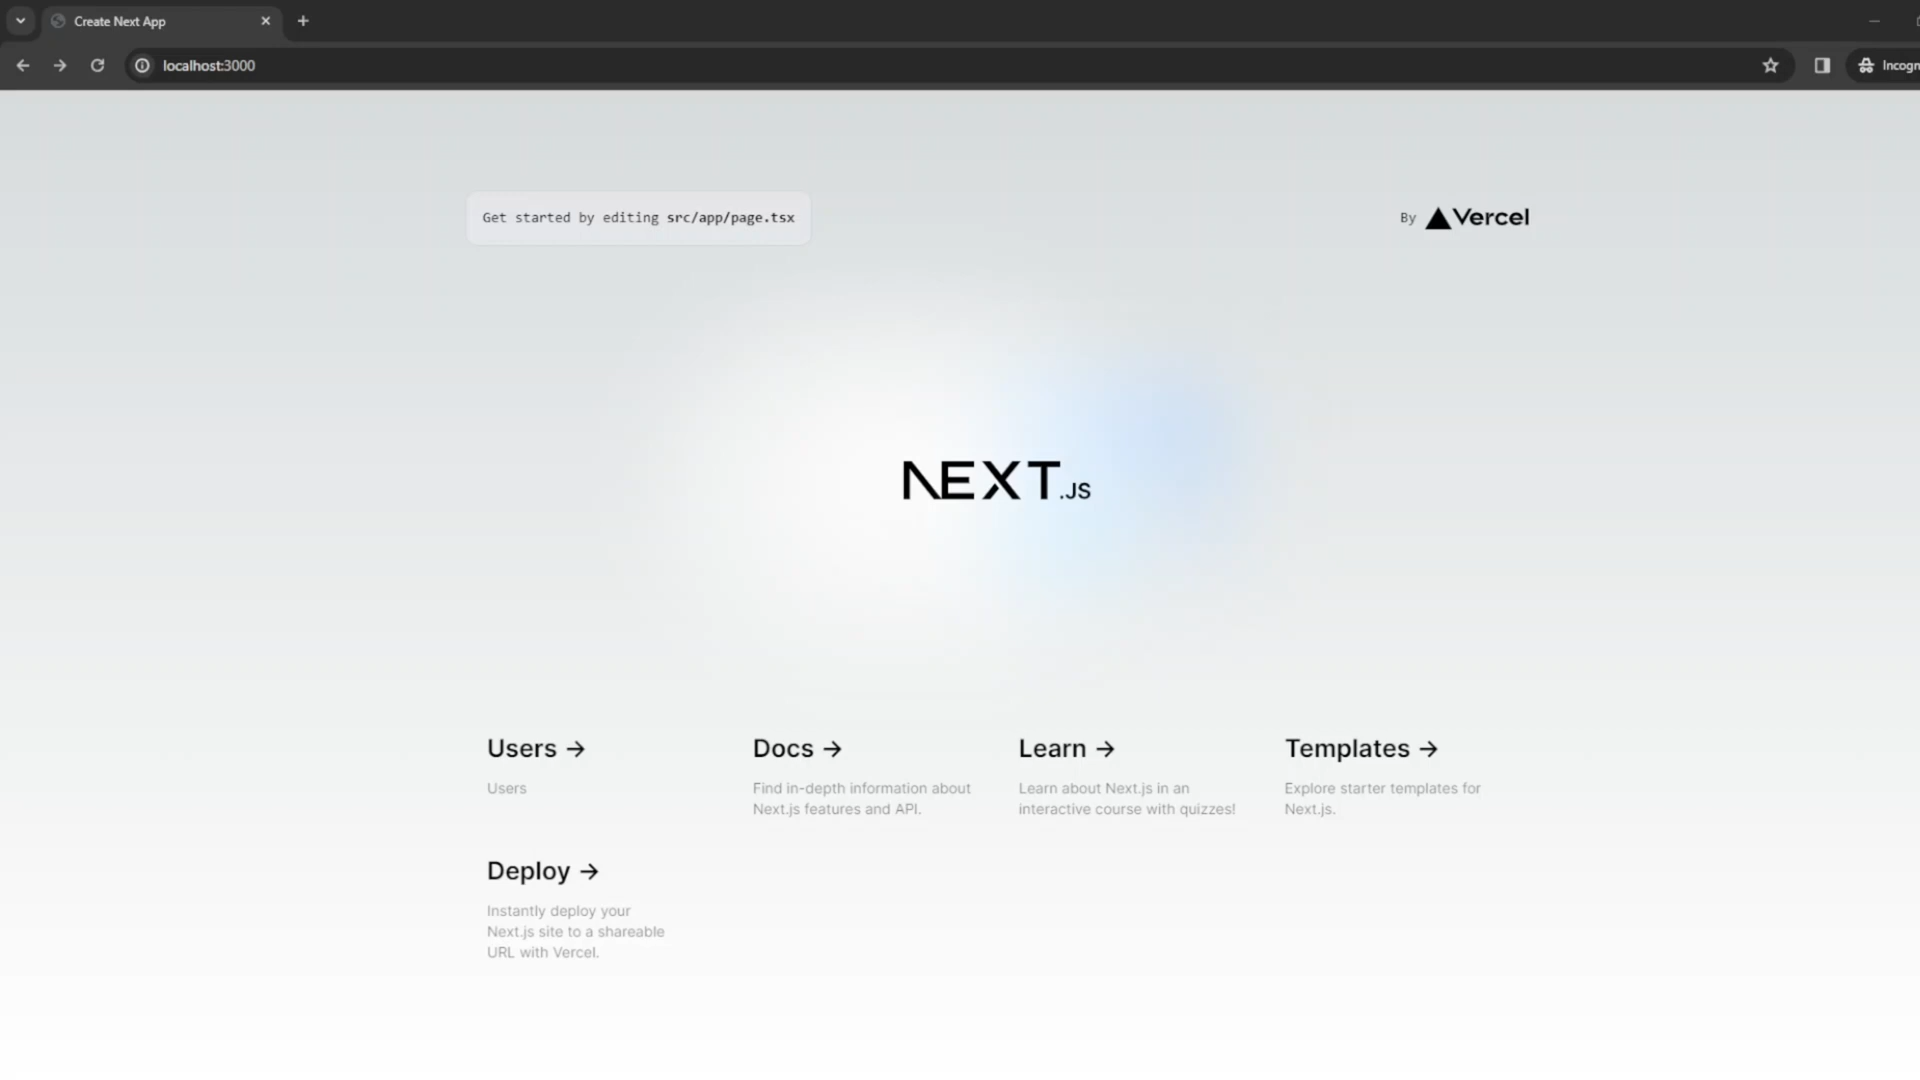 Create Next App
localhost:3000
Incogn
Get started by editing src/app/page.tsx
By Vercel
NEXT.JS
Users →
Users
Docs →
Find in-depth information about
Next.js features and API.
Learn →
Learn about Next.js in an
interactive course with quizzes!
Templates →
Explore starter templates for
Next.js.
Deploy →
Instantly deploy your
Next.js site to a shareable
URL with Vercel.